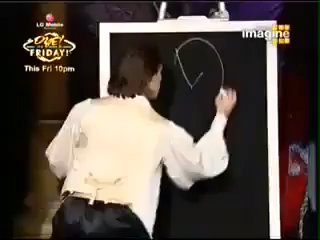 LG Mobile
OYE!
FRIDAY!
This Fri 10pm
imagine